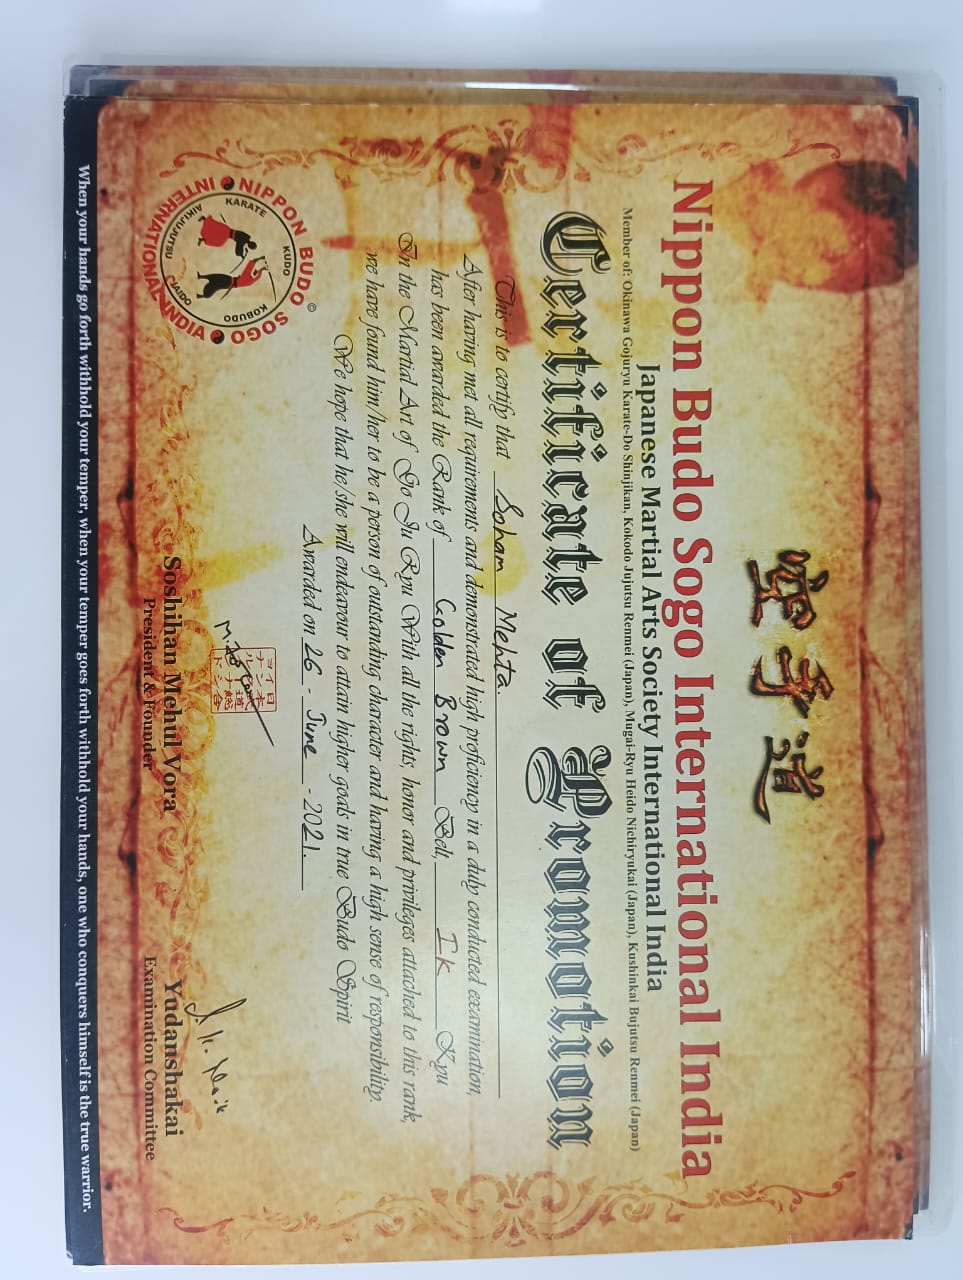 空手道
Nippon Budo Sogo International India
Japanese Martial Arts Society International India
Member of: Okinawa Gojuryu Karate-Do Shinjikan, Kokodo Jujutsu Renmei (Japan), Mugai-Ryu Heido Nichiryukai (Japan), Kushinkai Bujutsu Renmei (Japan)
Certificate of Promotion
This is to certify that Soham Mehta.
After having met all requirements and demonstrated high proficiency in a duly conducted examination,
has been awarded the Rank of Golden Brown Belt, Ik Kyu
In the Martial Art of Go Ju Ryu With all the rights, honor and privileges attached to this rank,
we have found him/her to be a person of outstanding character and having a high sense of responsibility.
We hope that he/she will endeavour to attain higher goals in true Budo Spirit
Awarded on 26 - June - 2021.
NIPPON BUDO SOGO INTERNATIONAL INDIA
©
KARATE
KUDO
KOBUDO
IAIDO
AIKIJUJUTSU
Soshihan Mehul Vora
President & Founder
Yudanshakai
Examination Committee
When your hands go forth withhold your temper, when your temper goes forth withhold your hands, one who conquers himself is the true warrior.